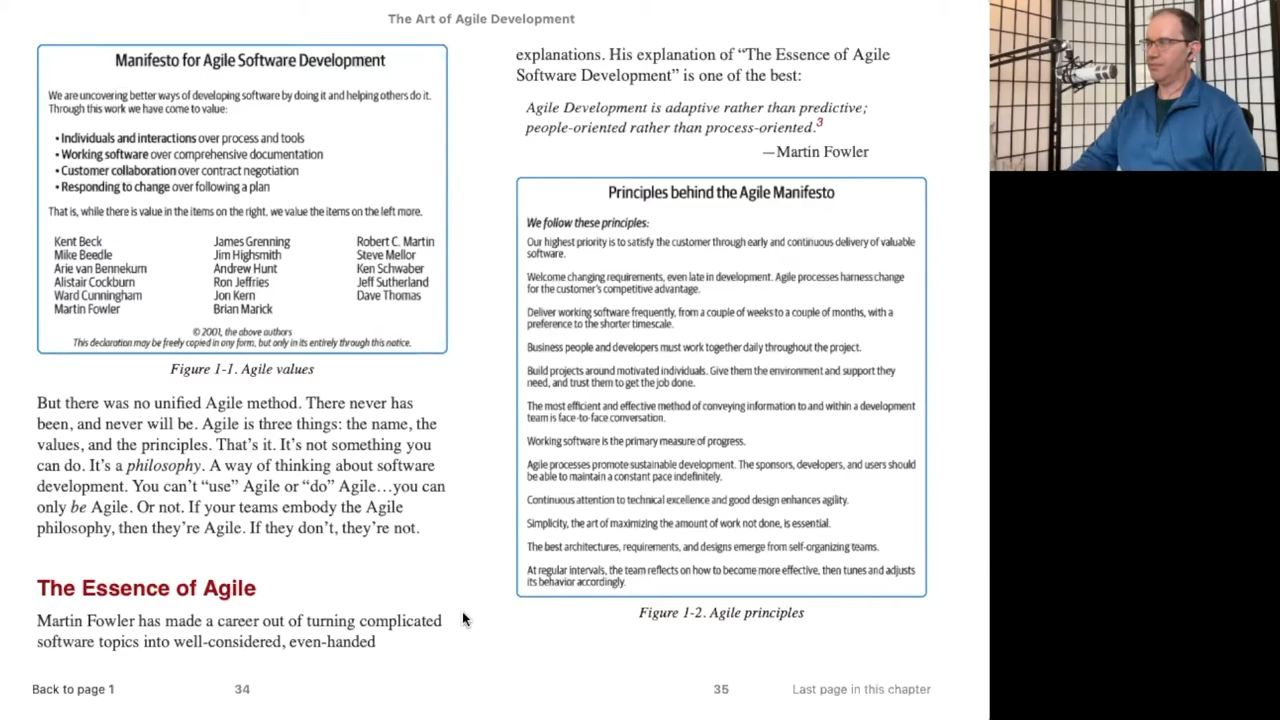 The Art of Agile Development
Manifesto for Agile Software Development
We are uncovering better ways of developing software by doing it and helping others do it.
Through this work we have come to value:
• Individuals and interactions over process and tools
• Working software over comprehensive documentation
• Customer collaboration over contract negotiation
• Responding to change over following a plan
That is, while there is value in the items on the right, we value the items on the left more.
Kent Beck
Mike Beedle
Arie van Bennekum
Alistair Cockburn
Ward Cunningham
Martin Fowler
James Grenning
Jim Highsmith
Andrew Hunt
Ron Jeffries
Jon Kern
Brian Marick
Robert C. Martin
Steve Mellor
Ken Schwaber
Jeff Sutherland
Dave Thomas
© 2001, the above authors
This declaration may be freely copied in any form, but only in its entirely through this notice.
Figure 1-1. Agile values
But there was no unified Agile method. There never has
been, and never will be. Agile is three things: the name, the
values, and the principles. That's it. It's not something you
can do. It's a philosophy. A way of thinking about software
development. You can't “use” Agile or “do” Agile…you can
only be Agile. Or not. If your teams embody the Agile
philosophy, then they're Agile. If they don't, they're not.
The Essence of Agile
Martin Fowler has made a career out of turning complicated
software topics into well-considered, even-handed
explanations. His explanation of “The Essence of Agile
Software Development” is one of the best:
Agile Development is adaptive rather than predictive;
people-oriented rather than process-oriented.3
—Martin Fowler
Principles behind the Agile Manifesto
We follow these principles:
Our highest priority is to satisfy the customer through early and continuous delivery of valuable
software.
Welcome changing requirements, even late in development. Agile processes harness change
for the customer's competitive advantage.
Deliver working software frequently, from a couple of weeks to a couple of months, with a
preference to the shorter timescale.
Business people and developers must work together daily throughout the project.
Build projects around motivated individuals. Give them the environment and support they
need, and trust them to get the job done.
The most efficient and effective method of conveying information to and within a development
team is face-to-face conversation.
Working software is the primary measure of progress.
Agile processes promote sustainable development. The sponsors, developers, and users should
be able to maintain a constant pace indefinitely.
Continuous attention to technical excellence and good design enhances agility.
Simplicity, the art of maximizing the amount of work not done, is essential.
The best architectures, requirements, and designs emerge from self-organizing teams.
At regular intervals, the team reflects on how to become more effective, then tunes and adjusts
its behavior accordingly.
Figure 1-2. Agile principles
Back to page 1
34
35
Last page in this chapter